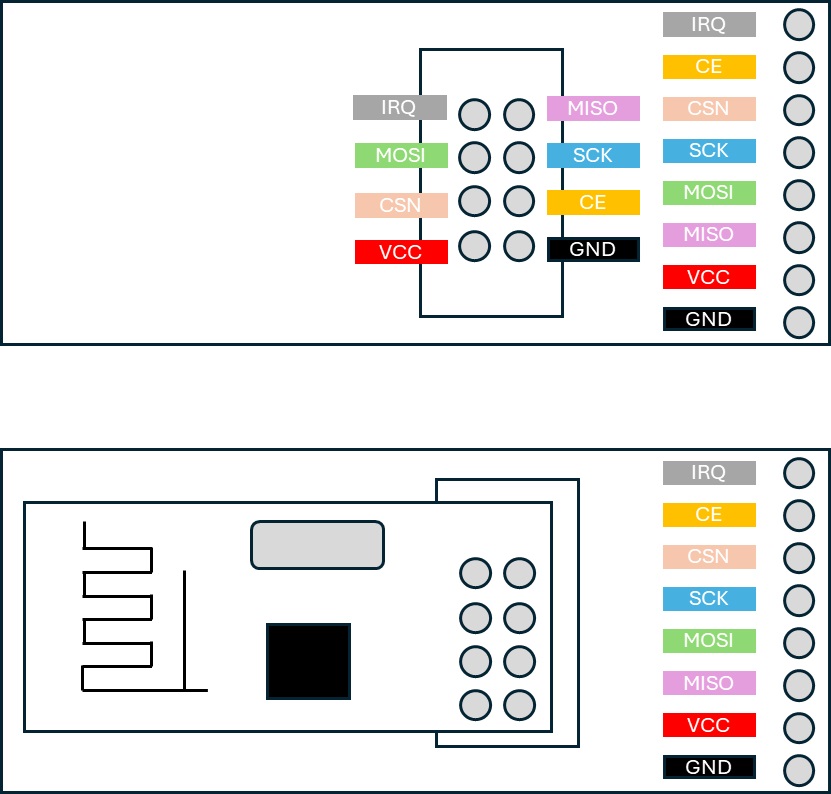 IRQ
CE
CSN
SCK
MOSI
MISO
VCC
GND
IRQ
MOSI
CSN
VCC
MISO
SCK
CE
GND
IRQ
CE
CSN
SCK
MOSI
MISO
VCC
GND